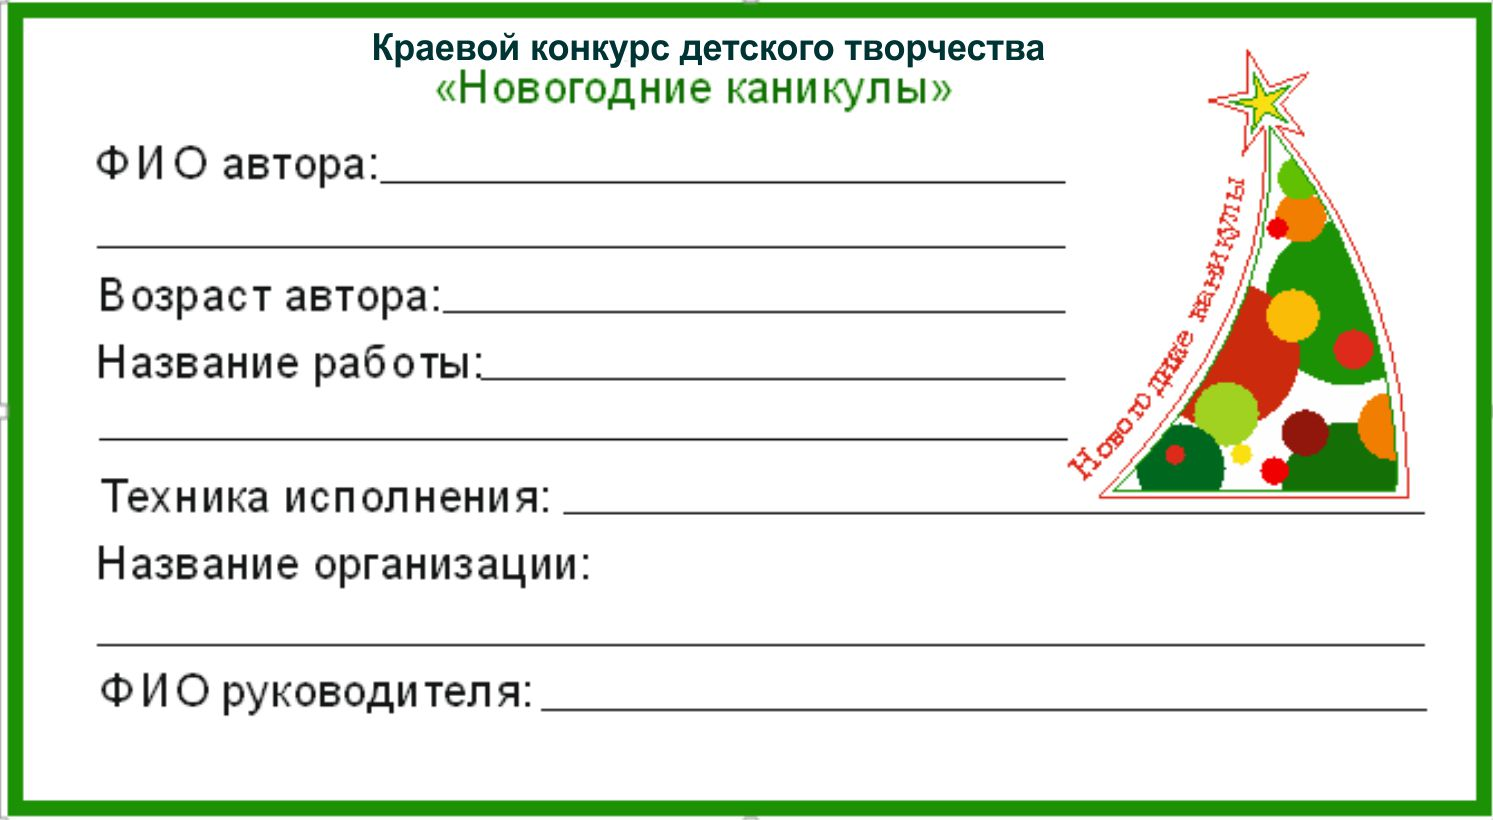 Краевой конкурс детского творчества
«Новогодние каникулы»
ФИО автора:
Возраст автора:
Название работы:
Новогодние каникулы
Техника исполнения:
Название организации:
ФИО руководителя: